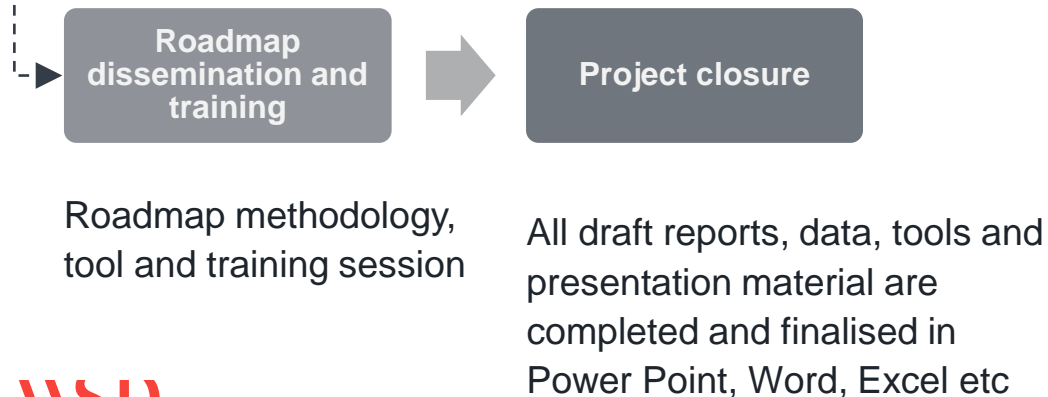 Roadmap
dissemination and
training
Project closure
Roadmap methodology,
tool and training session
All draft reports, data, tools and
presentation material are
completed and finalised in
Power Point, Word, Excel etc